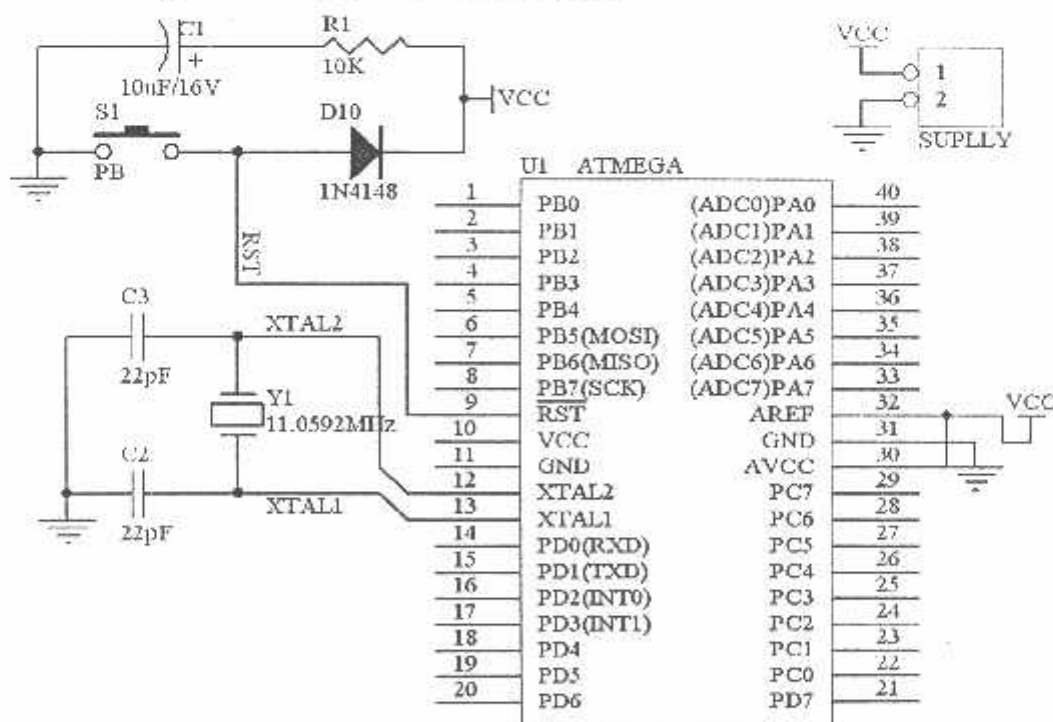 C1
+
10uF/16V
R1
10K
VCC
S1
PB
D10
1N4148
RST
VCC
1
2
SUPLLY
U1 ATMEGA
1 PB0 (ADC0)PA0 40
2 PB1 (ADC1)PA1 39
3 PB2 (ADC2)PA2 38
4 PB3 (ADC3)PA3 37
5 PB4 (ADC4)PA4 36
6 PB5(MOSI) (ADC5)PA5 35
7 PB6(MISO) (ADC6)PA6 34
8 PB7(SCK) (ADC7)PA7 33
9 RST AREF 32
10 VCC GND 31
11 GND AVCC 30
12 XTAL2 PC7 29
13 XTAL1 PC6 28
14 PD0(RXD) PC5 27
15 PD1(TXD) PC4 26
16 PD2(INT0) PC3 25
17 PD3(INT1) PC2 24
18 PD4 PC1 23
19 PD5 PC0 22
20 PD6 PD7 21
VCC
C3
22pF
XTAL2
Y1
11.0592MHz
C2
22pF
XTAL1